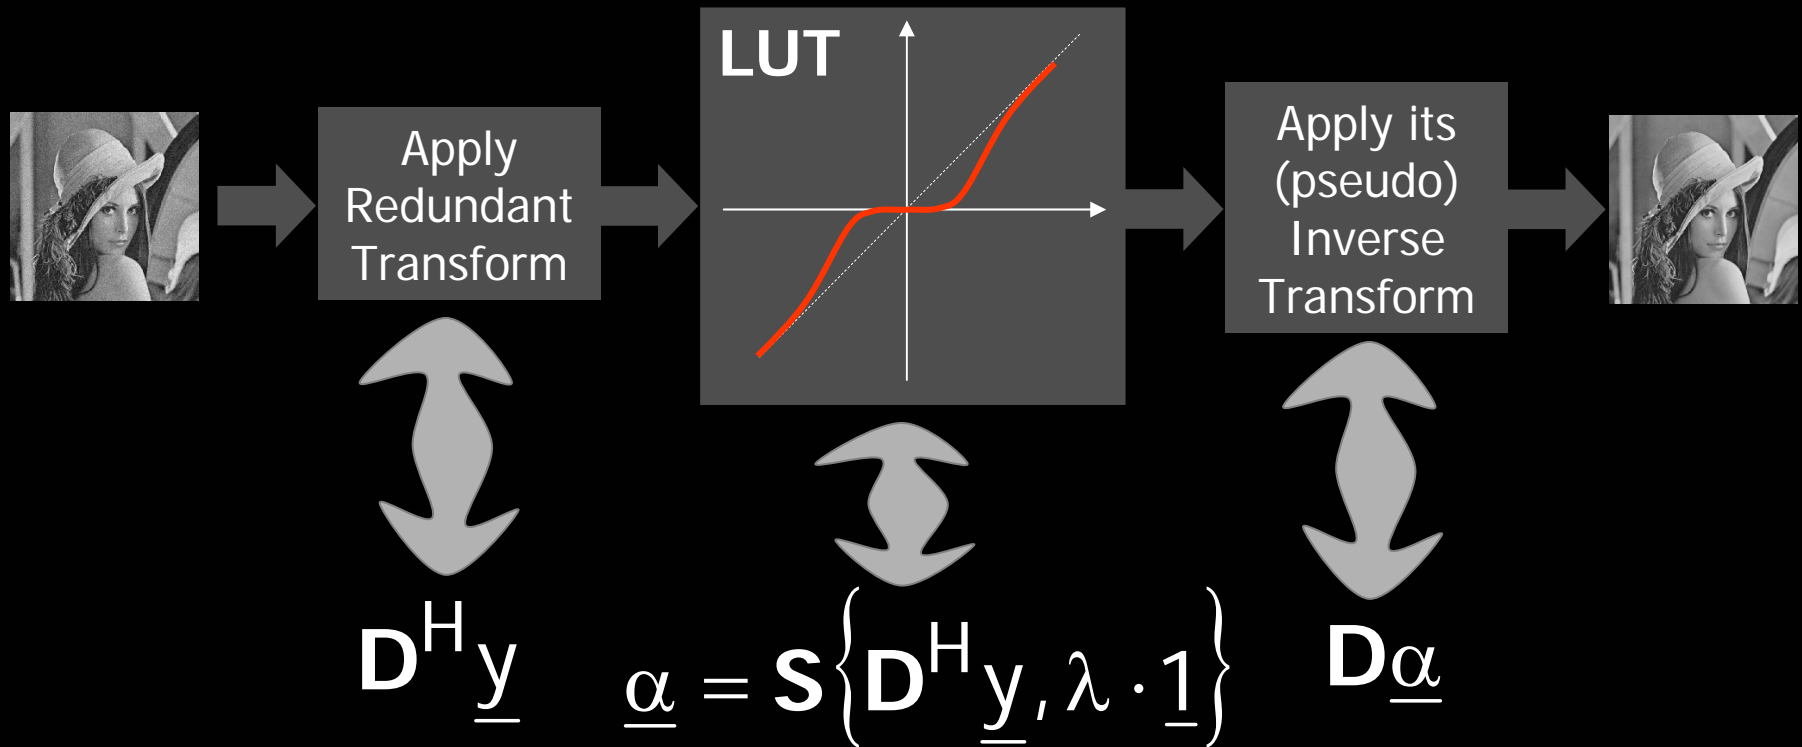 LUT
Apply
Redundant
Transform
Apply its
(pseudo)
Inverse
Transform
D^H y
α = S{D^H y, λ · 1}
Dα